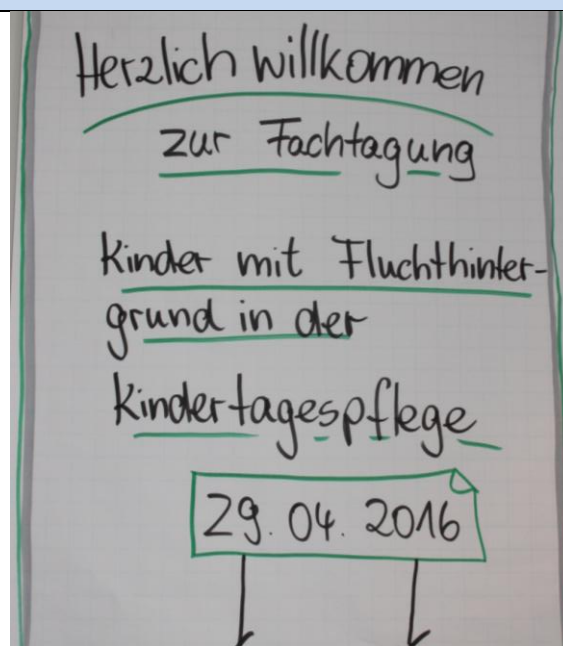 Herzlich willkommen
zur Fachtagung
Kinder mit Fluchthinter-
grund in der
Kindertagespflege
29.04.2016